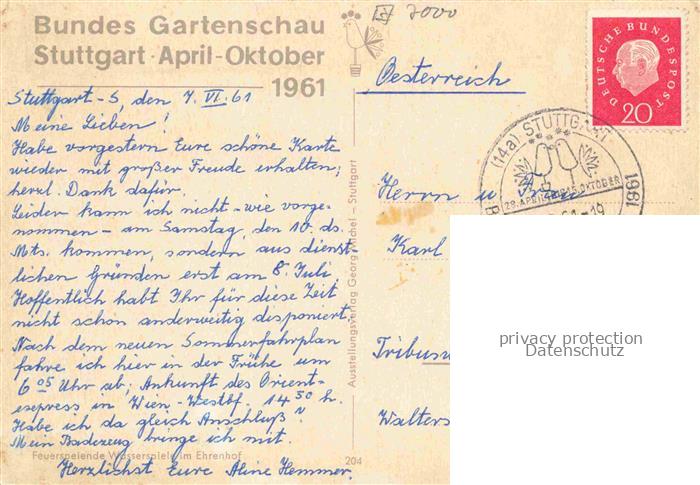 Bundes Gartenschau
Stuttgart · April - Oktober
1961
7000
Oesterreich
DEUTSCHE BUNDESPOST
20
(14a) STUTTGART
1961
Stuttgart-S, den 7. VI. 61
Meine Lieben!
Habe vorgestern Eure schöne Karte
wieder mit großer Freude erhalten;
herzl. Dank dafür.
Leider kann ich nicht - wie vorge-
nommen - am Samstag, den 10. ds.
Mts. kommen, sondern aus dienst-
lichen Gründen erst am 8. Juli
Hoffentlich habt Ihr für diese Zeit
nicht schon anderweitig disponiert.
Nach dem neuen Sommerfahrplan
fahre ich hier in der Frühe um
6 05 Uhr ab; Ankunft des Orient-
express in Wien-Westbf. 14 50 h.
Habe ich da gleich Anschluß?
Mein Badezeug bringe ich mit.
Herzlichst Eure Aline Hemmer.
Feuerspeiende Wasserspiele im Ehrenhof
204
Ausstellungsverlag Georg Michel - Stuttgart
Herrn u.
Karl
privacy protection
Datenschutz